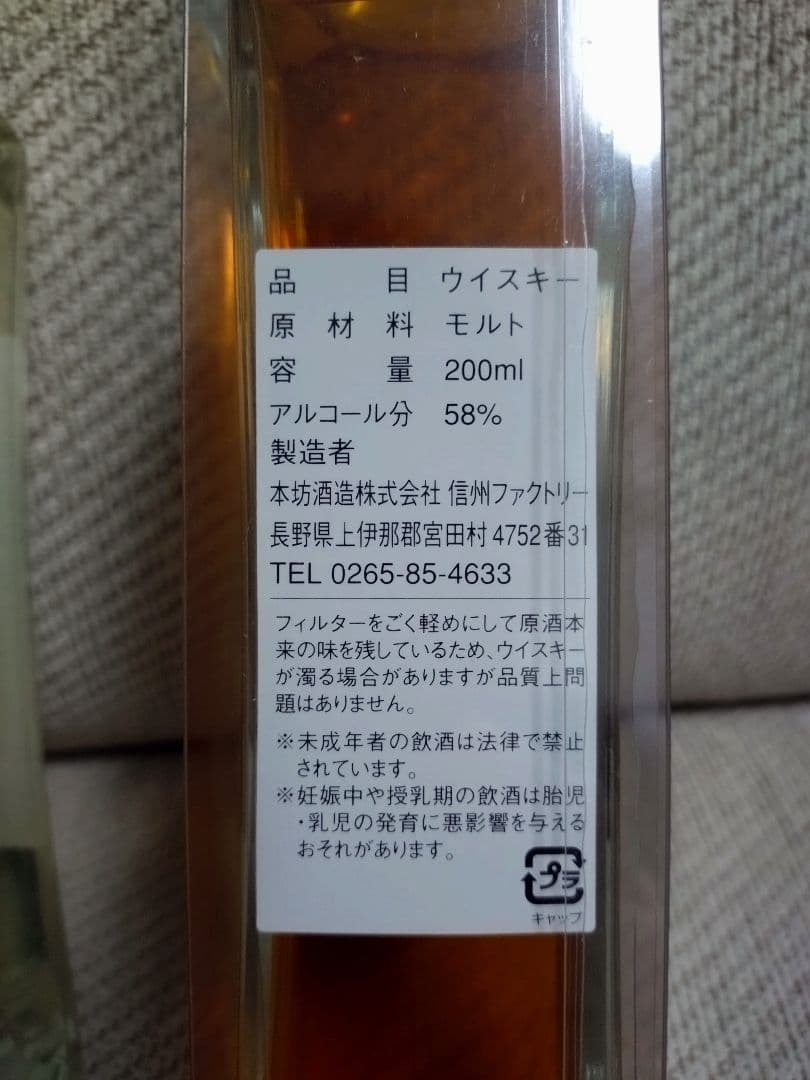 品目 ウイスキー
原材料 モルト
容量 200ml
アルコール分 58%
製造者
本坊酒造株式会社 信州ファクトリー
長野県上伊那郡宮田村4752番31
TEL 0265-85-4633
フィルターをごく軽めにして原酒本
来の味を残しているため、ウイスキー
が濁る場合がありますが品質上問
題はありません。
※未成年者の飲酒は法律で禁止
されています。
※妊娠中や授乳期の飲酒は胎児
・乳児の発育に悪影響を与える
おそれがあります。
プラ
キャップ